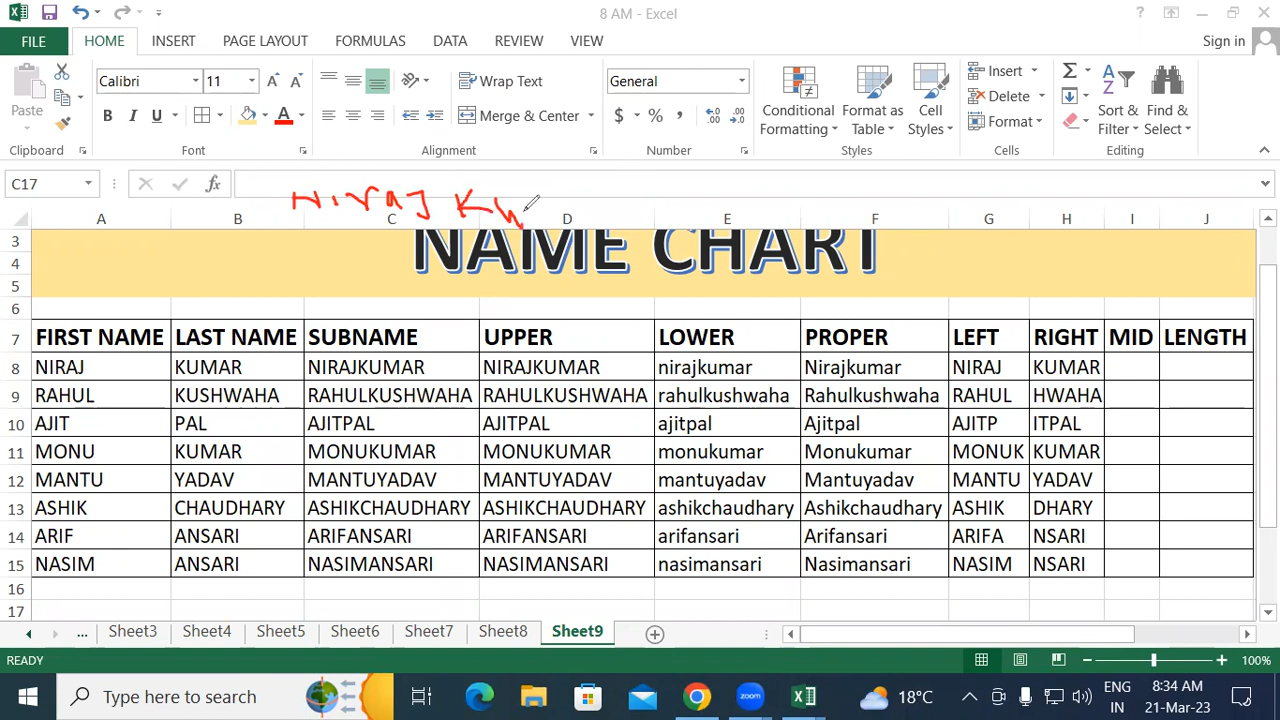 8 AM - Excel
FILE HOME INSERT PAGE LAYOUT FORMULAS DATA REVIEW VIEW Sign in
Paste Calibri 11 Wrap Text General Conditional Formatting Format as Table Cell Styles Insert Delete Format Sort & Filter Find & Select
B I U A Merge & Center $ %
Clipboard Font Alignment Number Styles Cells Editing
C17 fx
Niraj Ku
A B C D E F G H I J
3 NAME CHART
4
5
6
7 FIRST NAME LAST NAME SUBNAME UPPER LOWER PROPER LEFT RIGHT MID LENGTH
8 NIRAJ KUMAR NIRAJKUMAR NIRAJKUMAR nirajkumar Nirajkumar NIRAJ KUMAR
9 RAHUL KUSHWAHA RAHULKUSHWAHA RAHULKUSHWAHA rahulkushwaha Rahulkushwaha RAHUL HWAHA
10 AJIT PAL AJITPAL AJITPAL ajitpal Ajitpal AJITP ITPAL
11 MONU KUMAR MONUKUMAR MONUKUMAR monukumar Monukumar MONUK KUMAR
12 MANTU YADAV MANTUYADAV MANTUYADAV mantuyadav Mantuyadav MANTU YADAV
13 ASHIK CHAUDHARY ASHIKCHAUDHARY ASHIKCHAUDHARY ashikchaudhary Ashikchaudhary ASHIK DHARY
14 ARIF ANSARI ARIFANSARI ARIFANSARI arifansari Arifansari ARIFA NSARI
15 NASIM ANSARI NASIMANSARI NASIMANSARI nasimansari Nasimansari NASIM NSARI
16
17
... Sheet3 Sheet4 Sheet5 Sheet6 Sheet7 Sheet8 Sheet9
READY 100%
Type here to search zoom 18°C ENG IN 8:34 AM 21-Mar-23